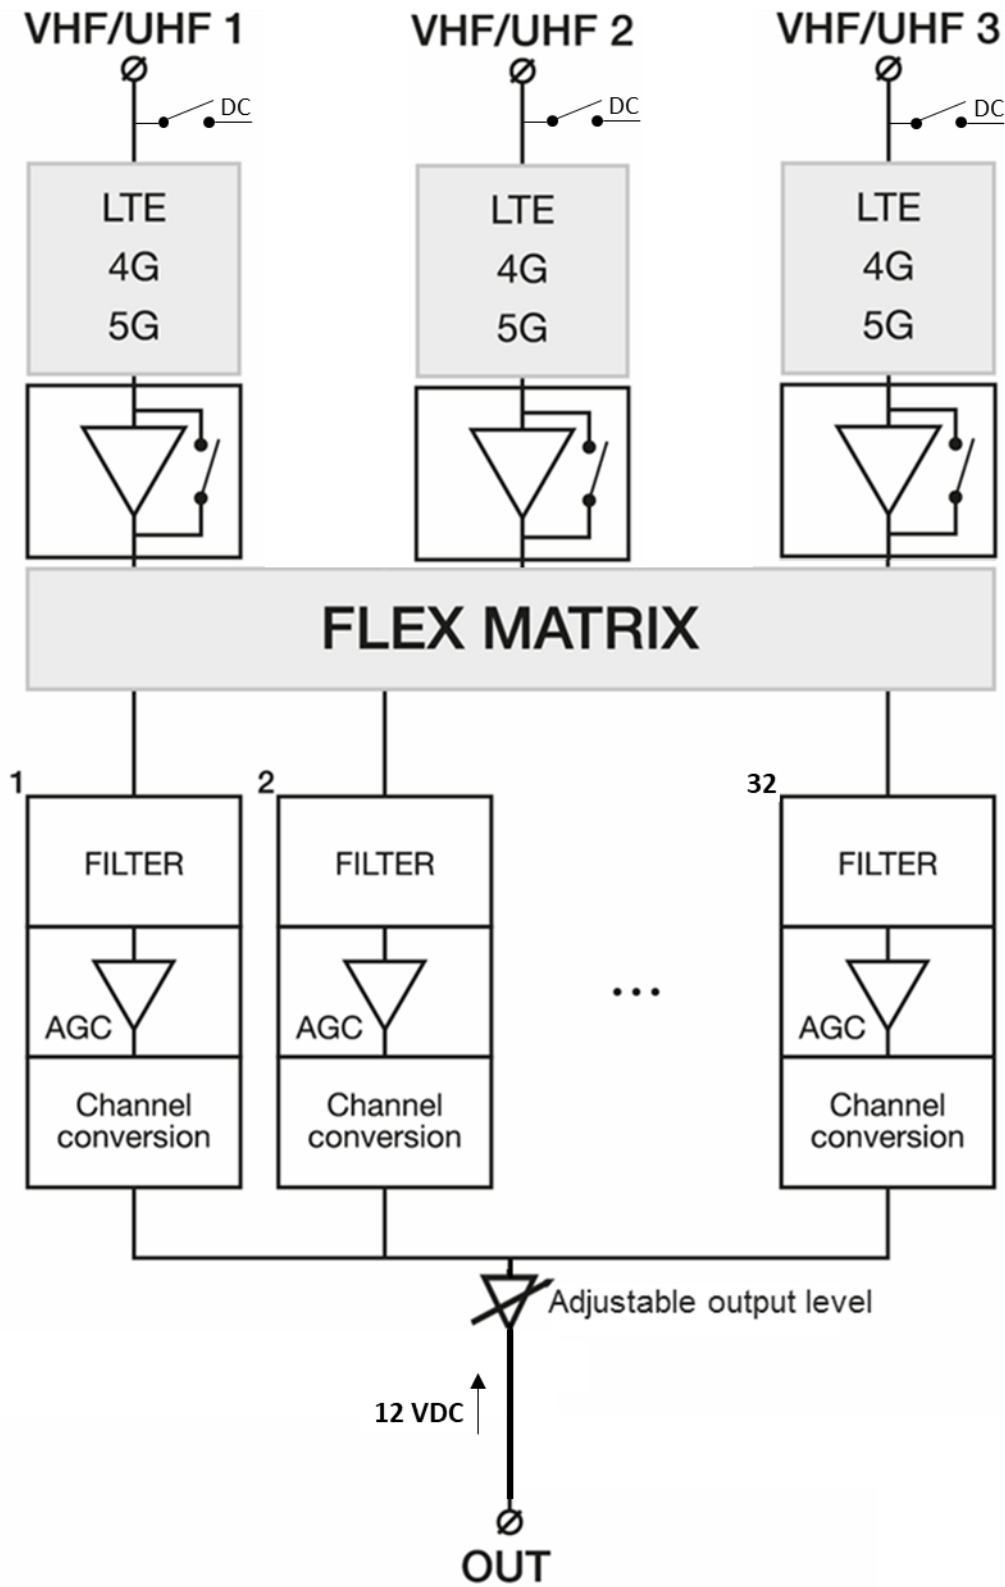 VHF/UHF 1
VHF/UHF 2
VHF/UHF 3
DC
DC
DC
LTE
4G
5G
LTE
4G
5G
LTE
4G
5G
FLEX MATRIX
1
FILTER
AGC
Channel
conversion
2
FILTER
AGC
Channel
conversion
...
32
FILTER
AGC
Channel
conversion
Adjustable output level
12 VDC
OUT